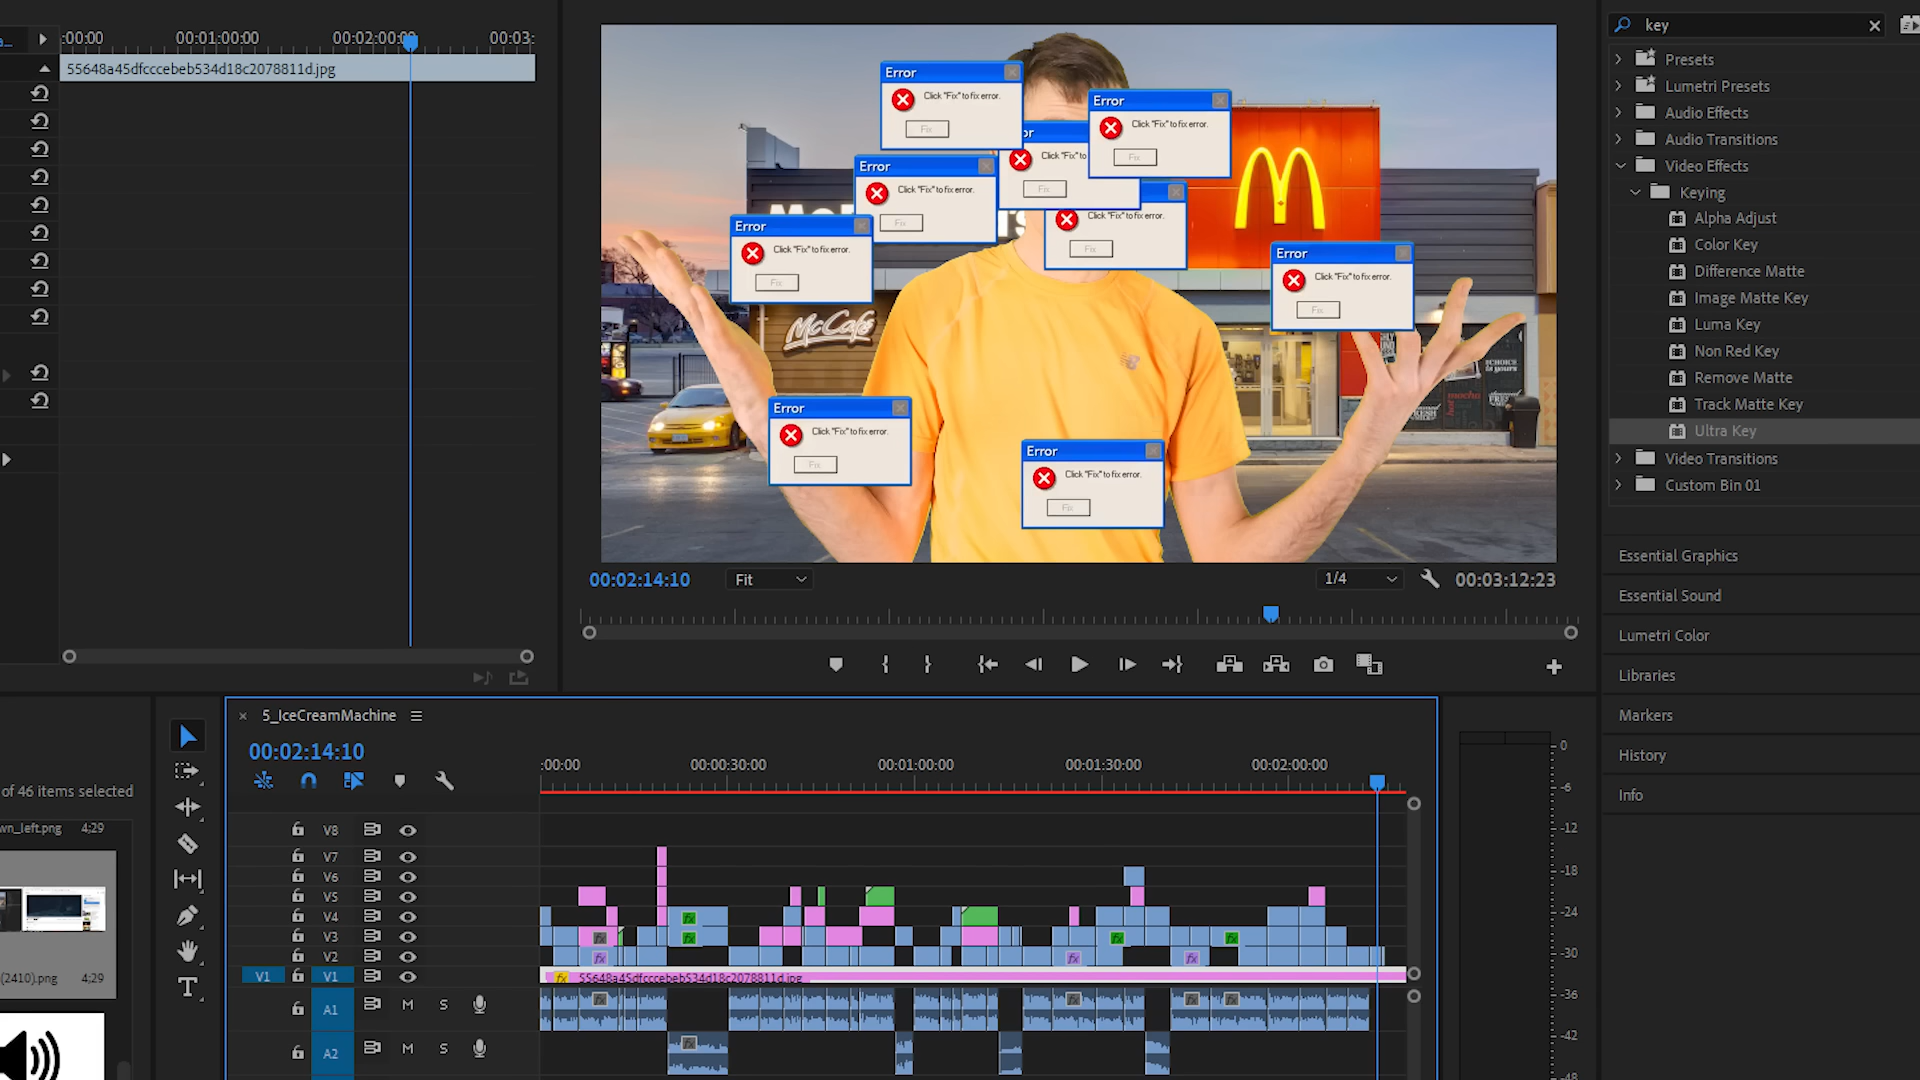 :00:00 00:01:00:00 00:02:00:00 00:03:
55648a45dfcccebeb534d18c2078811d.jpg
Error
Click "Fix" to fix error.
Fix
Error
Click "Fix" to fix error.
Fix
or
Click "Fix" to
Fix
Error
Click "Fix" to fix error.
Fix
Click "Fix" to fix error.
Fix
Error
Click "Fix" to fix error.
Fix
Error
Click "Fix" to fix error.
Fix
McCafé
Error
Click "Fix" to fix error.
Fix
Error
Click "Fix" to fix error.
Fix
00:02:14:10 Fit 1/4 00:03:12:23
key
Presets
Lumetri Presets
Audio Effects
Audio Transitions
Video Effects
Keying
Alpha Adjust
Color Key
Difference Matte
Image Matte Key
Luma Key
Non Red Key
Remove Matte
Track Matte Key
Ultra Key
Video Transitions
Custom Bin 01
Essential Graphics
Essential Sound
Lumetri Color
Libraries
Markers
History
Info
of 46 items selected
wn_left.png 4;29
(2410).png 4;29
5_IceCreamMachine
00:02:14:10
:00:00 00:00:30:00 00:01:00:00 00:01:30:00 00:02:00:00
V8
V7
V6
V5
V4
V3
V2
V1 V1
fx 55648a45dfcccebeb534d18c2078811d.jpg
A1 M S
A2 M S
0
-6
-12
-18
-24
-30
-36
-42
-48